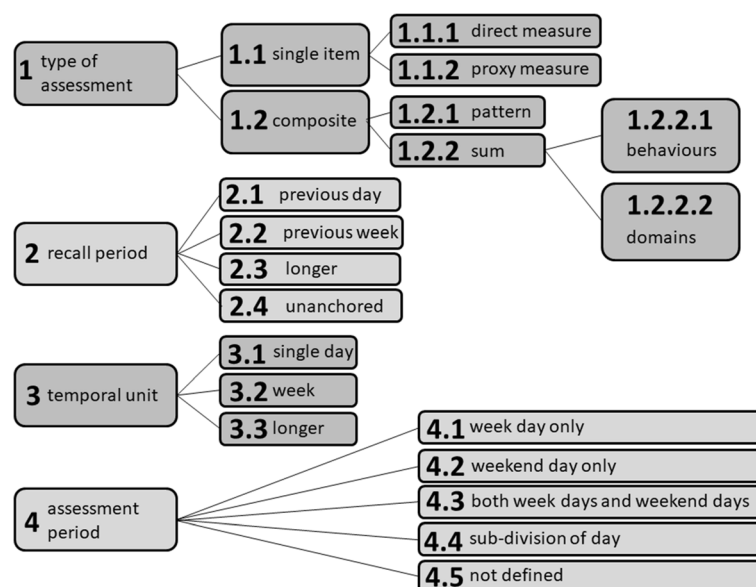 1 type of
assessment
1.1 single item
1.1.1 direct measure
1.1.2 proxy measure
1.2 composite
1.2.1 pattern
1.2.2 sum
1.2.2.1
behaviours
1.2.2.2
domains
2 recall period
2.1 previous day
2.2 previous week
2.3 longer
2.4 unanchored
3 temporal unit
3.1 single day
3.2 week
3.3 longer
4 assessment
period
4.1 week day only
4.2 weekend day only
4.3 both week days and weekend days
4.4 sub-division of day
4.5 not defined